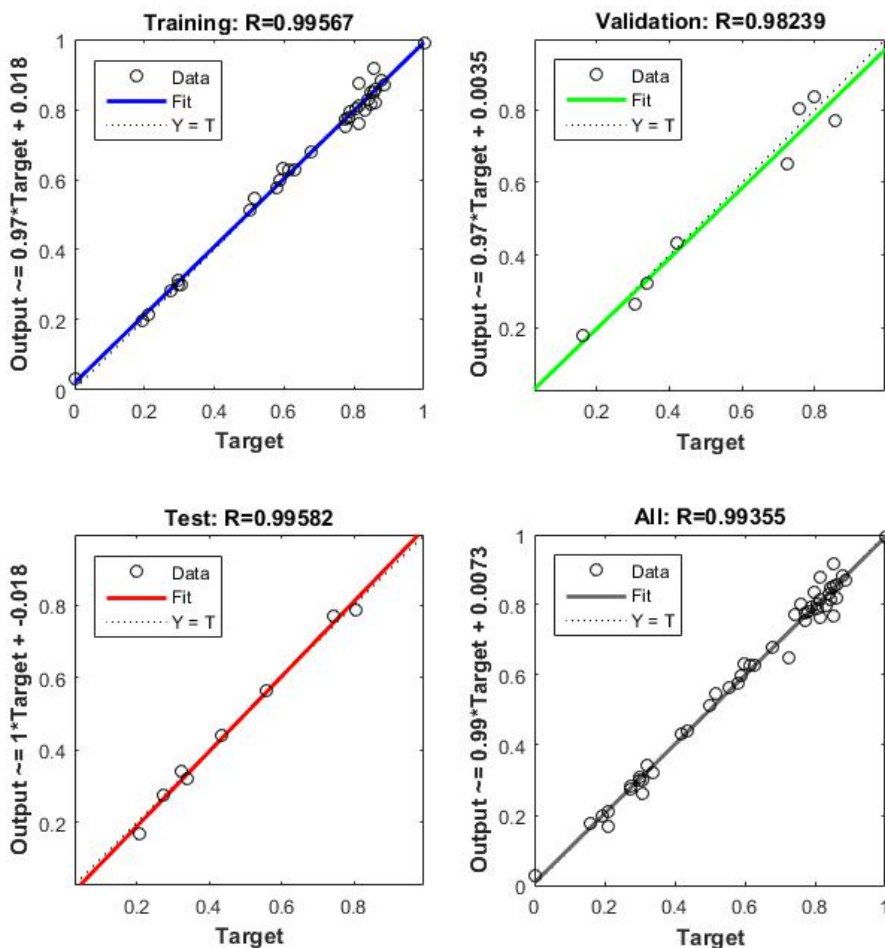 Training: R=0.99567
Output ~= 0.97*Target + 0.018
1
0.8
0.6
0.4
0.2
0
Data
Fit
Y = T
0
0.2
0.4
0.6
0.8
1
Target
Validation: R=0.98239
Output ~= 0.97*Target + 0.0035
0.8
0.6
0.4
0.2
Data
Fit
Y = T
0.2
0.4
0.6
0.8
Target
Test: R=0.99582
Output ~= 1*Target + -0.018
0.8
0.6
0.4
0.2
Data
Fit
Y = T
0.2
0.4
0.6
0.8
Target
All: R=0.99355
Output ~= 0.99*Target + 0.0073
1
0.8
0.6
0.4
0.2
0
Data
Fit
Y = T
0
0.2
0.4
0.6
0.8
1
Target